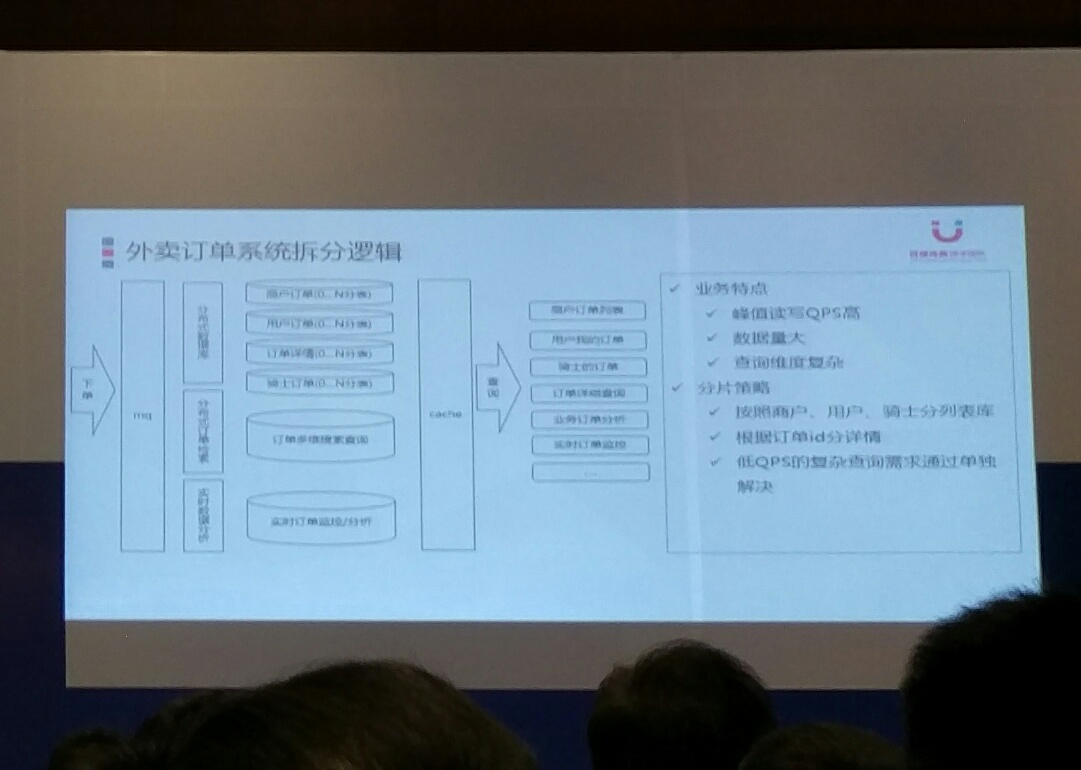 外卖订单系统拆分逻辑
下单
mq
分布式数据库
分布式订单检索
实时数据分析
商户订单(0...N分表)
用户订单(0...N分表)
订单详情(0...N分表)
骑士订单(0...N分表)
订单多维搜索查询
实时订单监控/分析
cache
查询
商户订单列表
用户我的订单
骑士的订单
订单详细查询
业务订单分析
实时订单监控
...
业务特点
峰值读写QPS高
数据量大
查询维度复杂
分片策略
按照商户、用户、骑士分列表库
根据订单id分详情
低QPS的复杂查询需求通过单独
解决